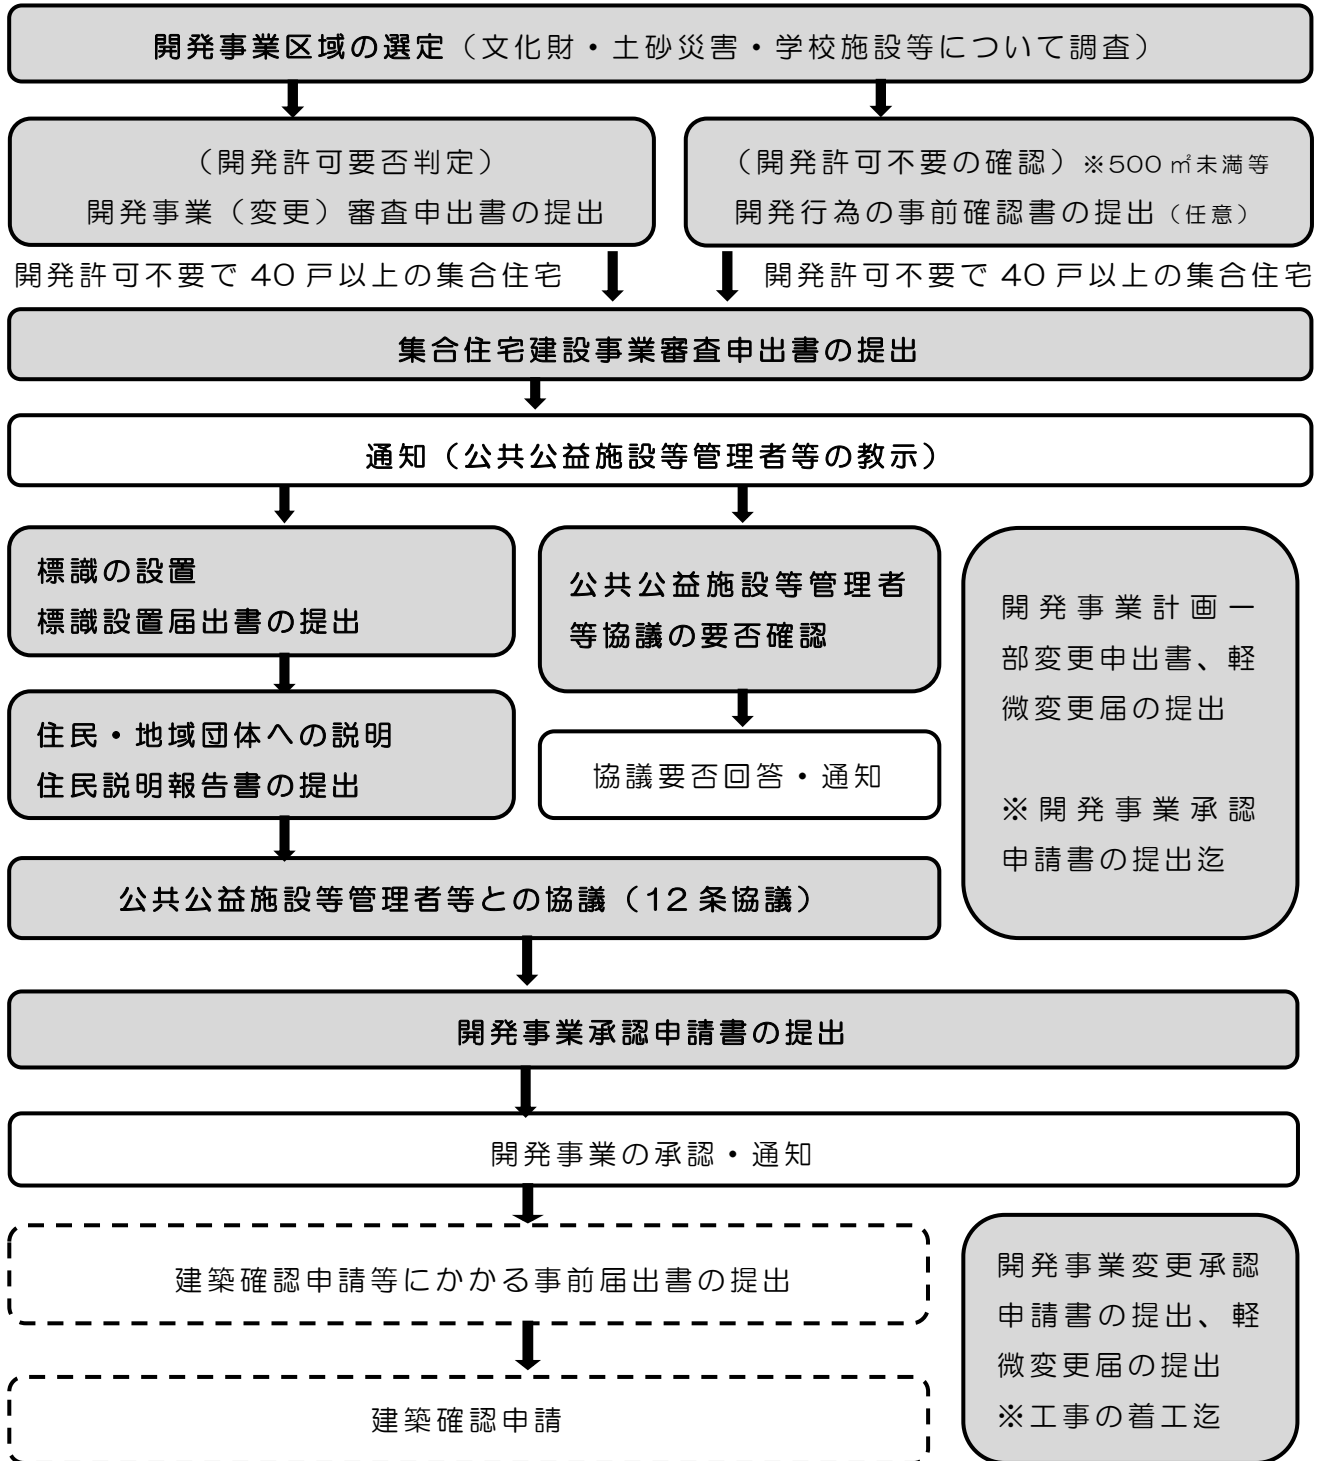 開発事業区域の選定（文化財・土砂災害・学校施設等について調査）
（開発許可要否判定）
開発事業（変更）審査申出書の提出
（開発許可不要の確認）※500㎡未満等
開発行為の事前確認書の提出（任意）
開発許可不要で40戸以上の集合住宅
開発許可不要で40戸以上の集合住宅
集合住宅建設事業審査申出書の提出
通知（公共公益施設等管理者等の教示）
標識の設置
標識設置届出書の提出
公共公益施設等管理者
等協議の要否確認
住民・地域団体への説明
住民説明報告書の提出
協議要否回答・通知
開発事業計画一
部変更申出書、軽
微変更届の提出
※開発事業承認
申請書の提出迄
公共公益施設等管理者等との協議（12条協議）
開発事業承認申請書の提出
開発事業の承認・通知
建築確認申請等にかかる事前届出書の提出
建築確認申請
開発事業変更承認
申請書の提出、軽
微変更届の提出
※工事の着工迄